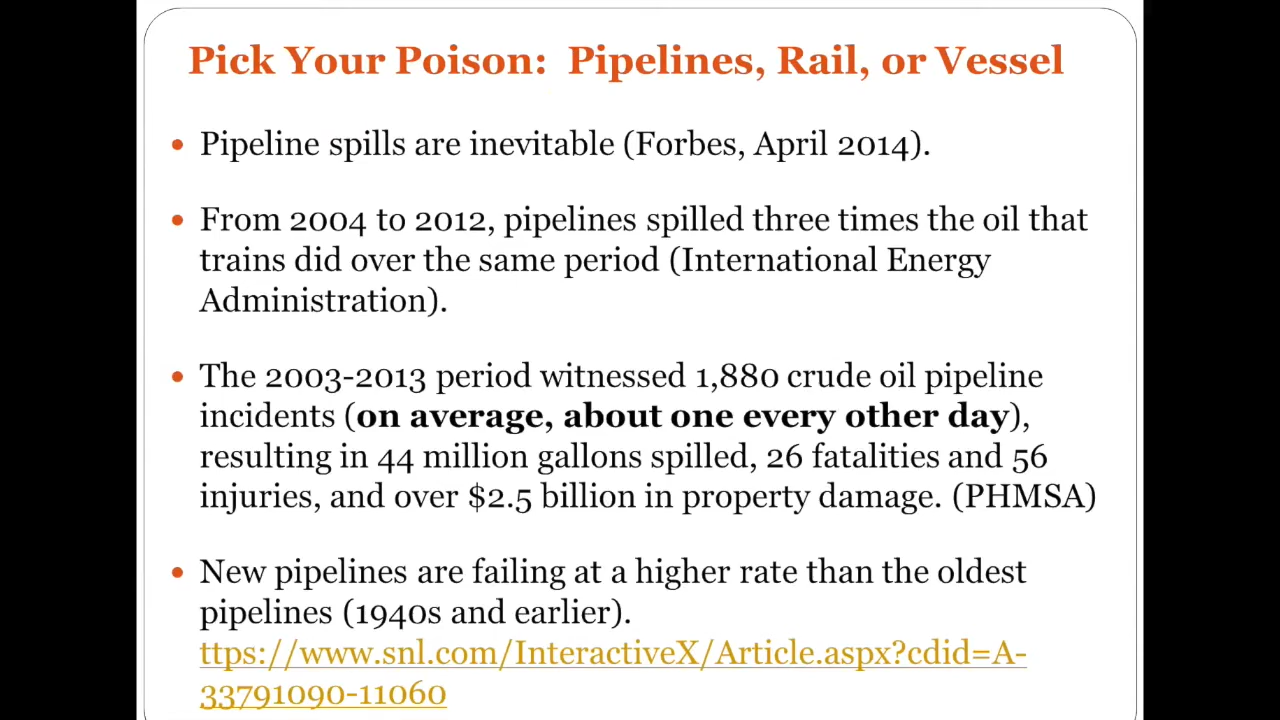 Pick Your Poison:  Pipelines, Rail, or Vessel
• Pipeline spills are inevitable (Forbes, April 2014).
• From 2004 to 2012, pipelines spilled three times the oil that
trains did over the same period (International Energy
Administration).
• The 2003-2013 period witnessed 1,880 crude oil pipeline
incidents (on average, about one every other day),
resulting in 44 million gallons spilled, 26 fatalities and 56
injuries, and over $2.5 billion in property damage. (PHMSA)
• New pipelines are failing at a higher rate than the oldest
pipelines (1940s and earlier).
ttps://www.snl.com/InteractiveX/Article.aspx?cdid=A-
33791090-11060